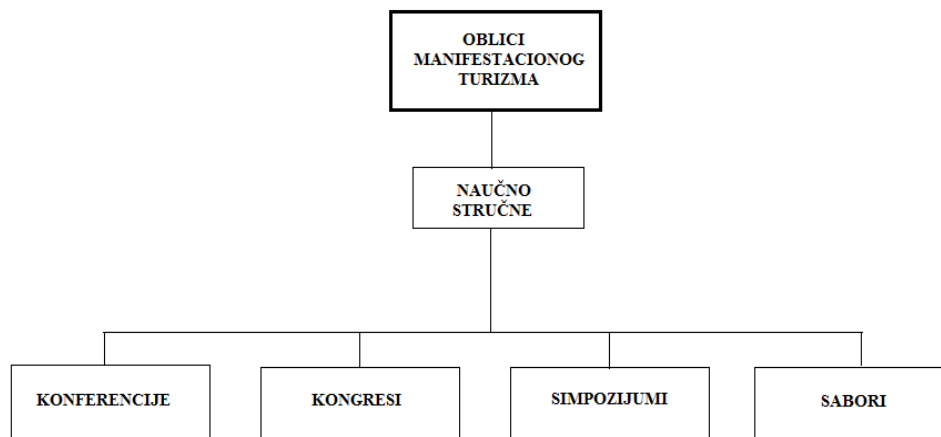 OBLICI
MANIFESTACIONOG
TURIZMA
NAUČNO
STRUČNE
KONFERENCIJE
KONGRESI
SIMPOZIJUMI
SABORI